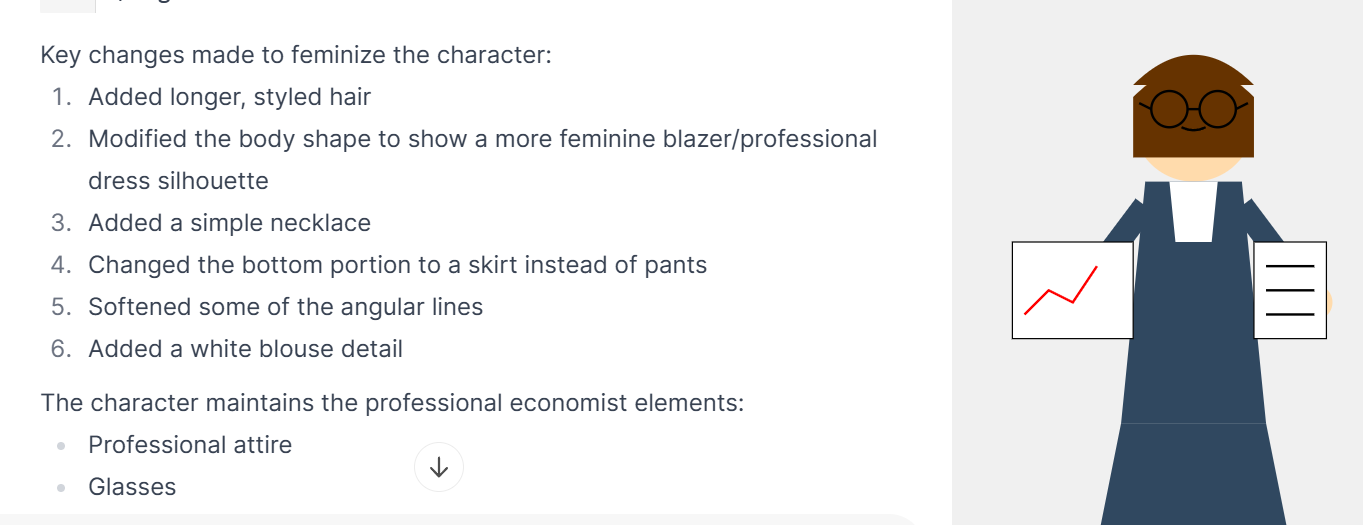 Key changes made to feminize the character:
1. Added longer, styled hair
2. Modified the body shape to show a more feminine blazer/professional
dress silhouette
3. Added a simple necklace
4. Changed the bottom portion to a skirt instead of pants
5. Softened some of the angular lines
6. Added a white blouse detail
The character maintains the professional economist elements:
• Professional attire
• Glasses